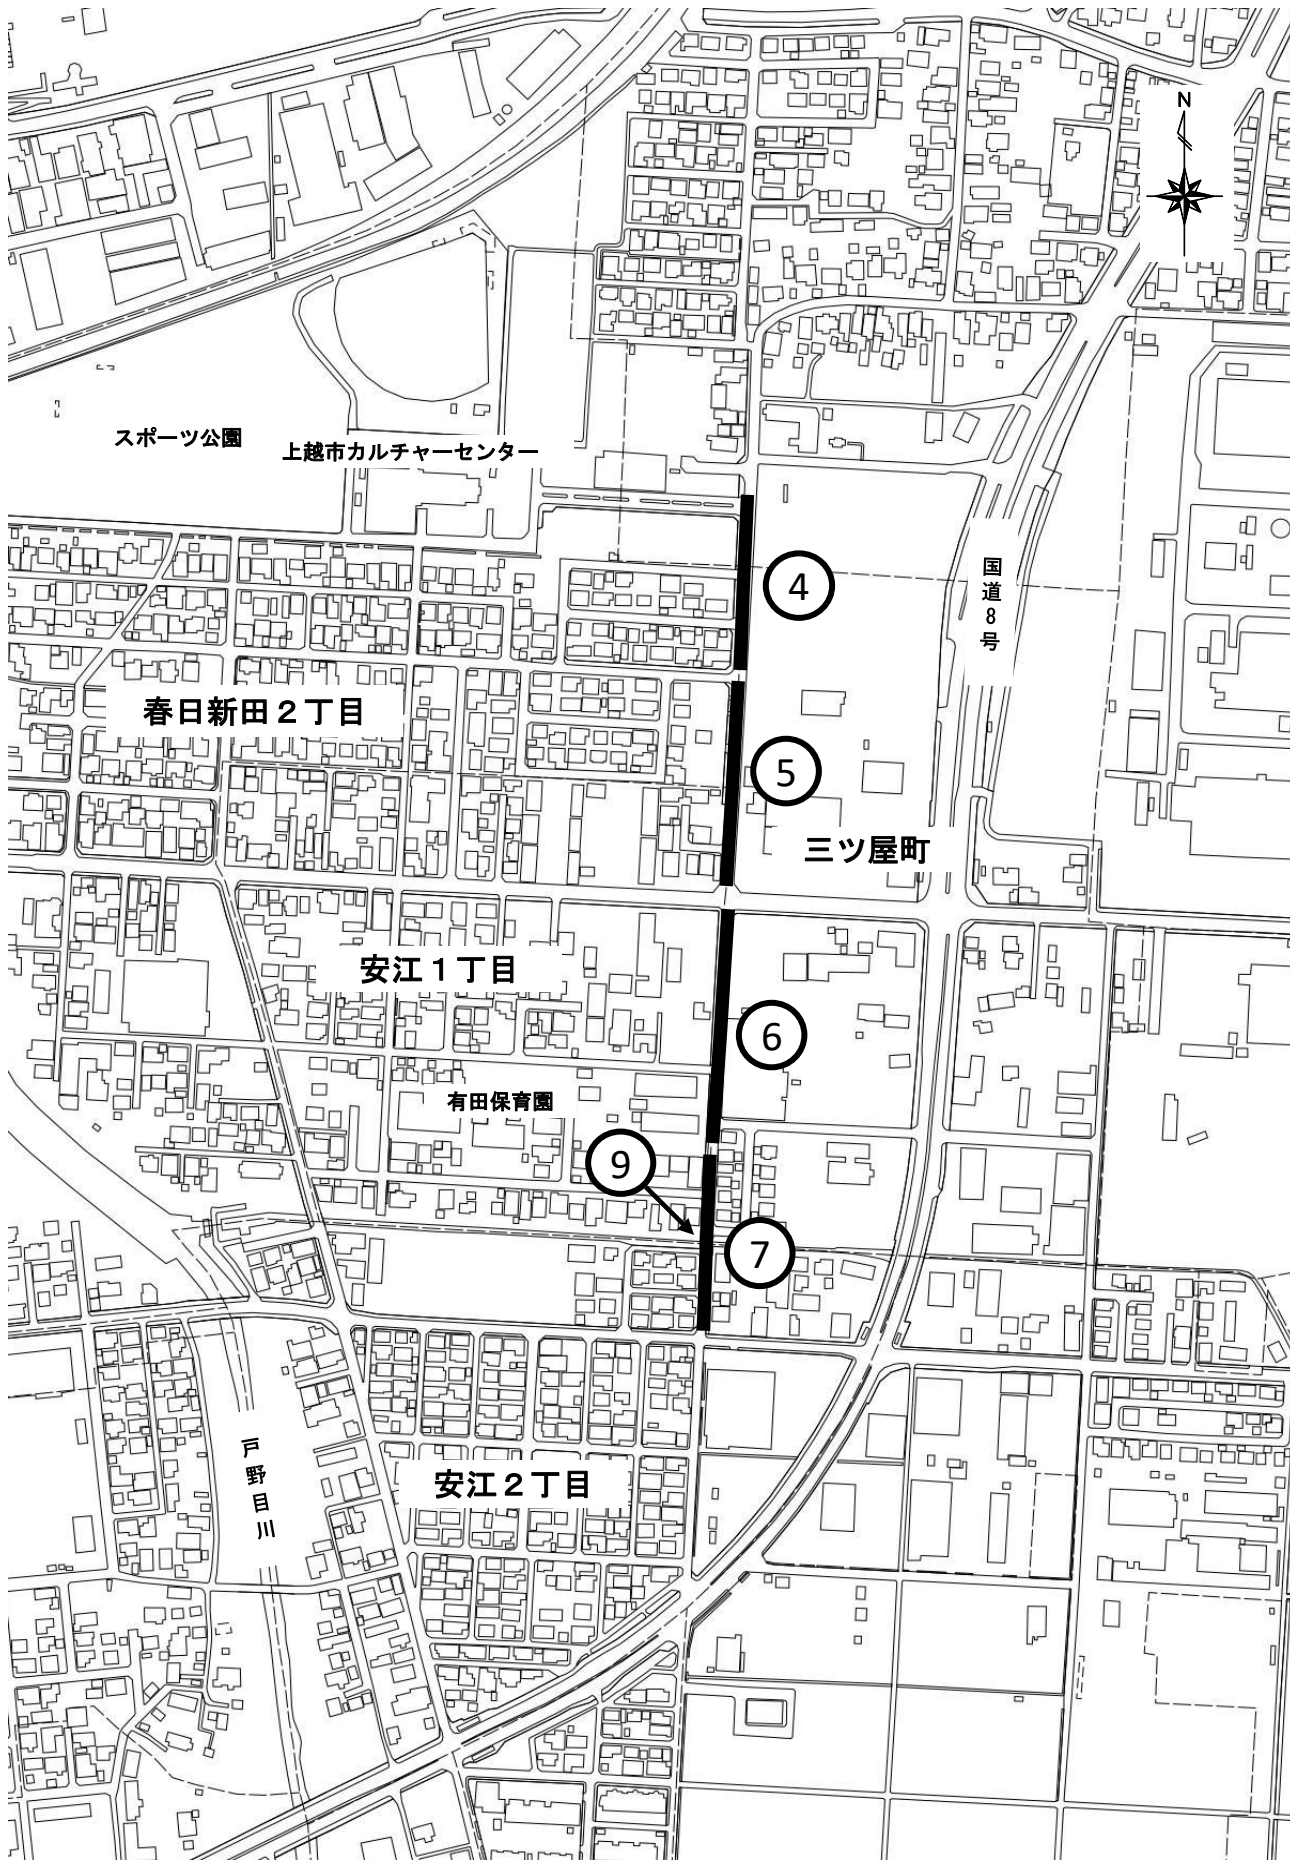 N
スポーツ公園
上越市カルチャーセンター
④
国道8号
春日新田2丁目
⑤
三ツ屋町
安江1丁目
⑥
有田保育園
⑨
⑦
安江2丁目
戸野目川